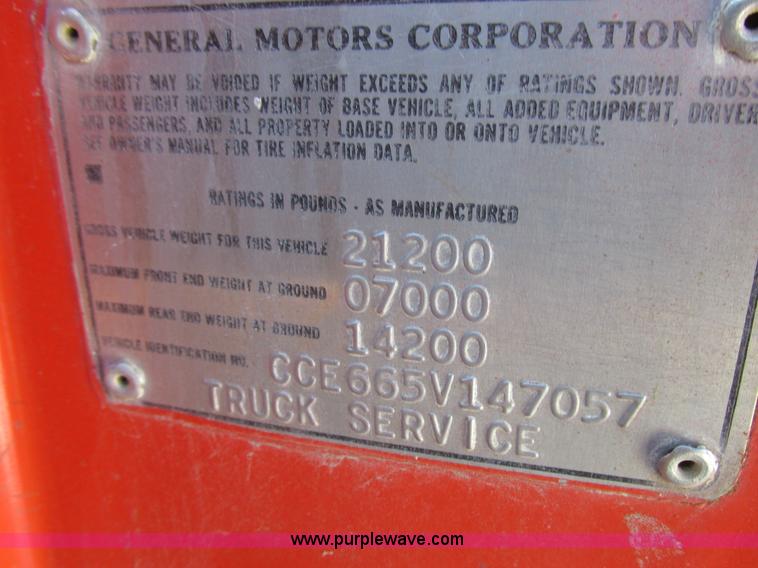 GENERAL MOTORS CORPORATION
WARRANTY MAY BE VOIDED IF WEIGHT EXCEEDS ANY OF RATINGS SHOWN. GROSS
VEHICLE WEIGHT INCLUDES WEIGHT OF BASE VEHICLE, ALL ADDED EQUIPMENT, DRIVER
AND PASSENGERS, AND ALL PROPERTY LOADED INTO OR ONTO VEHICLE.
SEE OWNER'S MANUAL FOR TIRE INFLATION DATA.
RATINGS IN POUNDS - AS MANUFACTURED
GROSS VEHICLE WEIGHT FOR THIS VEHICLE 21200
MAXIMUM FRONT END WEIGHT AT GROUND 07000
MAXIMUM REAR END WEIGHT AT GROUND 14200
VEHICLE IDENTIFICATION NO. CCE665V147057
TRUCK SERVICE
www.purplewave.com